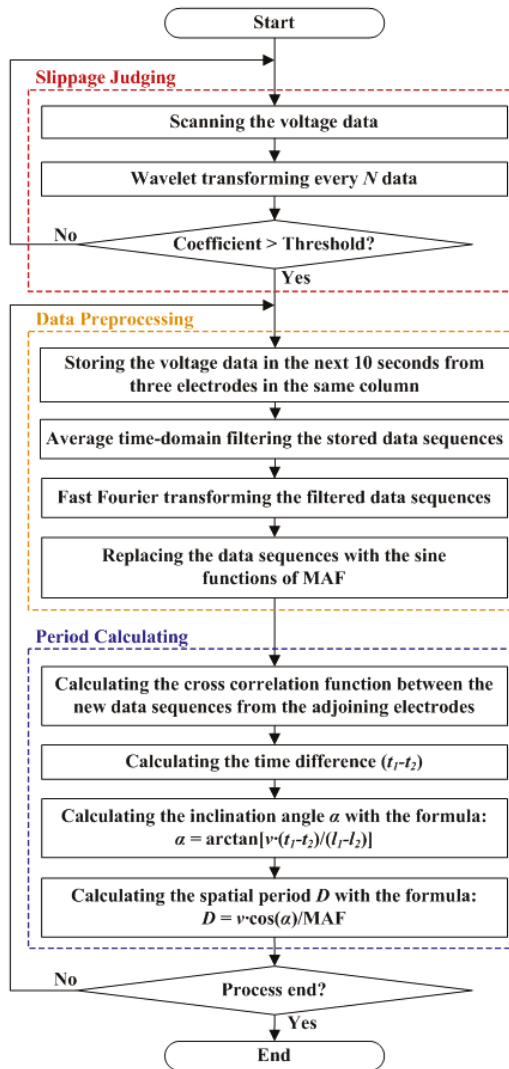 Start
Slippage Judging
Scanning the voltage data
Wavelet transforming every N data
No
Coefficient > Threshold?
Yes
Data Preprocessing
Storing the voltage data in the next 10 seconds from
three electrodes in the same column
Average time-domain filtering the stored data sequences
Fast Fourier transforming the filtered data sequences
Replacing the data sequences with the sine
functions of MAF
Period Calculating
Calculating the cross correlation function between the
new data sequences from the adjoining electrodes
Calculating the time difference (t₁-t₂)
Calculating the inclination angle α with the formula:
α = arctan[v·(t₁-t₂)/(l₁-l₂)]
Calculating the spatial period D with the formula:
D = v·cos(α)/MAF
No
Process end?
Yes
End